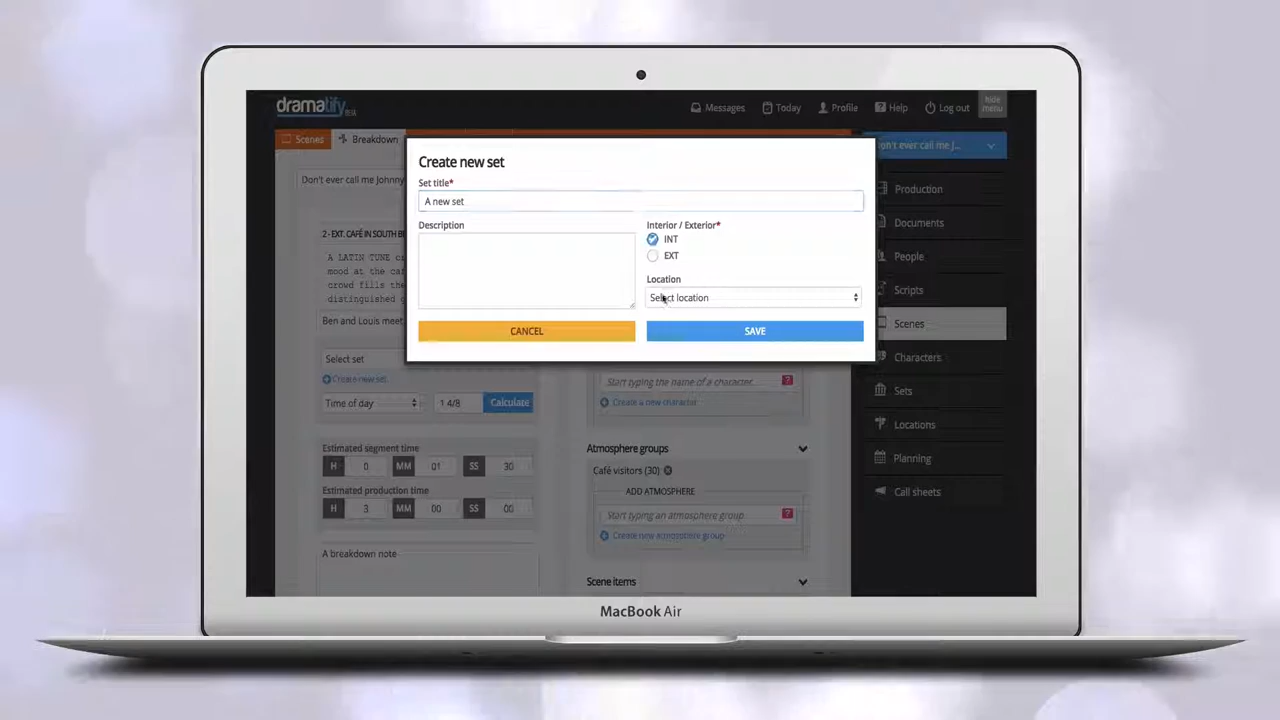 dramatify BETA
Messages
Today
Profile
Help
Log out
hide menu
Scenes
Breakdown
Don't ever call me J...
Don't ever call me Johnny
Create new set
Set title*
A new set
Description
Interior / Exterior*
INT
EXT
Location
Select location
CANCEL
SAVE
2 - EXT. CAFÉ IN SOUTH BE
A LATIN TUNE
mood at the caf
crowd fills the
distinguished g
Ben and Louis meet
Select set
Create new set
Time of day
1 4/8
Calculate
Estimated segment time
H 0 MM 01 SS 30
Estimated production time
H 3 MM 00 SS 00
A breakdown note
Start typing the name of a character...
?
Create a new character
Atmosphere groups
Café visitors (30)
ADD ATMOSPHERE
Start typing an atmosphere group
?
Create new atmosphere group
Scene items
Production
Documents
People
Scripts
Scenes
Characters
Sets
Locations
Planning
Call sheets
MacBook Air